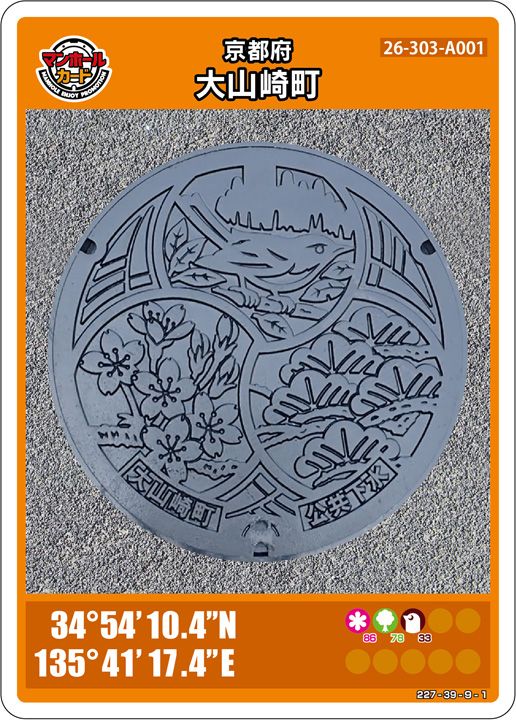 マンホール
カード
MANHOLE ENJOY PROMOTION
京都府
大山崎町
26-303-A001
大山崎町
公共下水
34°54'10.4"N
135°41'17.4"E
86
78
33
227-39-9-1